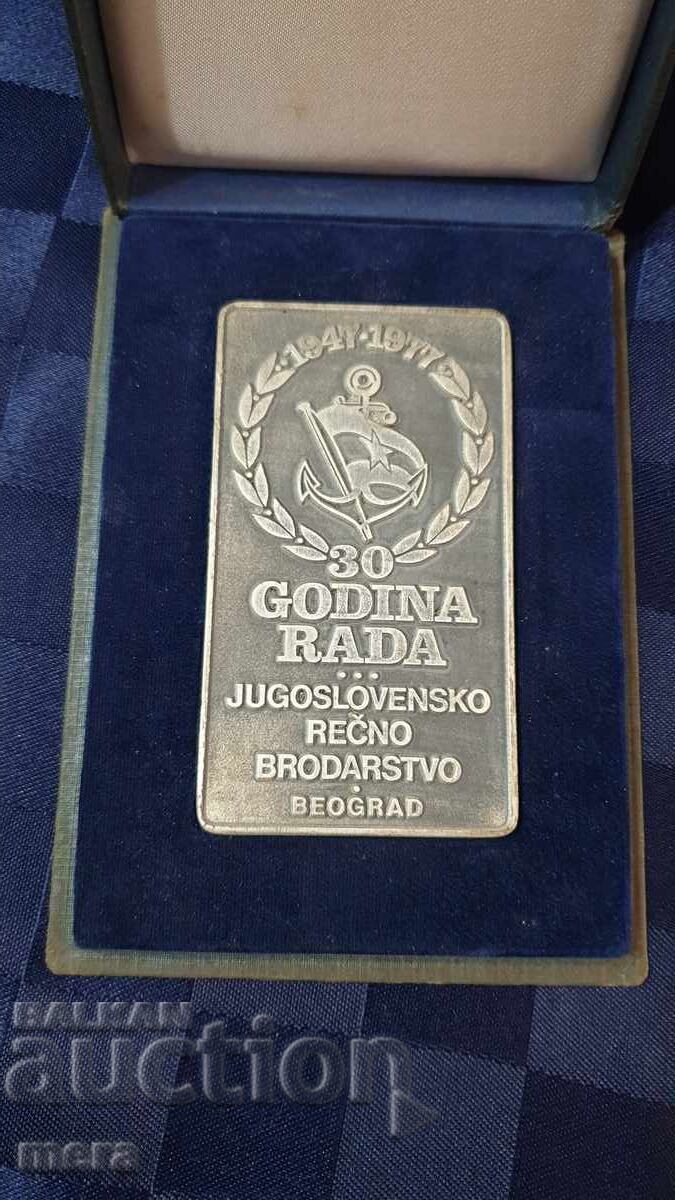 ·1947·1977·
30
GODINA
RADA
...
JUGOSLOVENSKO
REČNO
BRODARSTVO
·
BEOGRAD
BALKAN
auction
mera